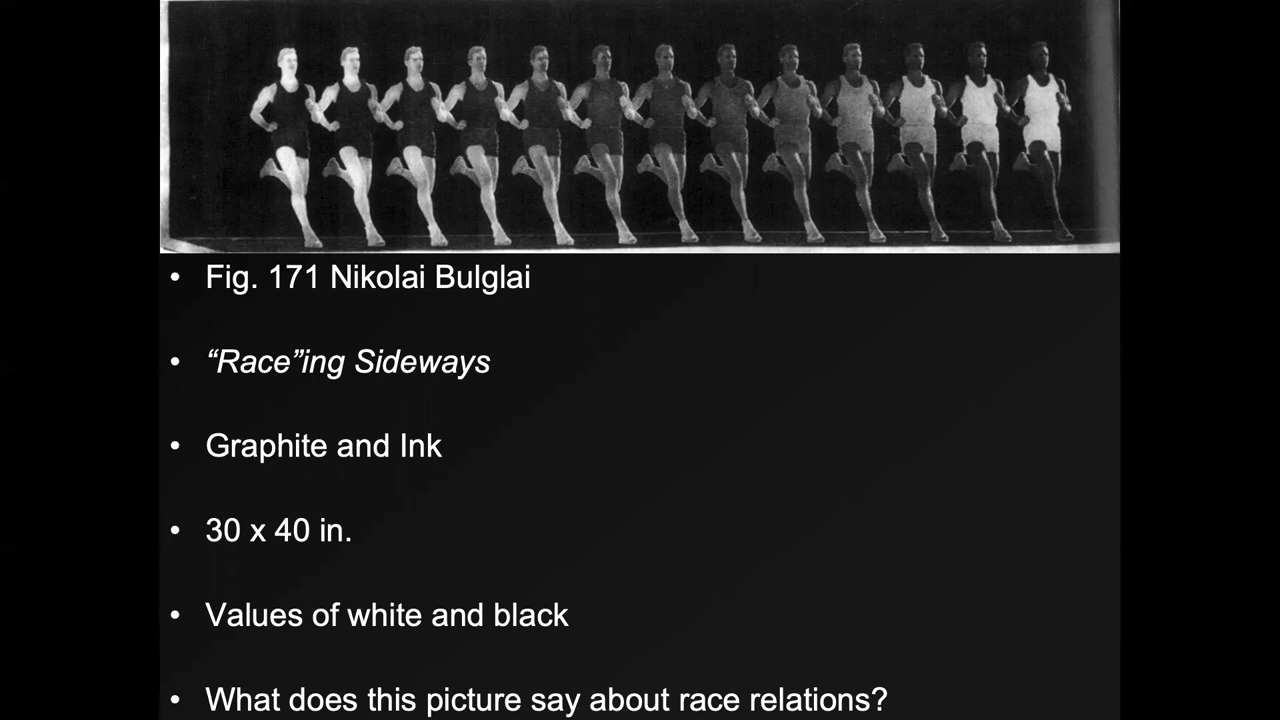 • Fig. 171 Nikolai Bulglai
• “Race”ing Sideways
• Graphite and Ink
• 30 x 40 in.
• Values of white and black
• What does this picture say about race relations?